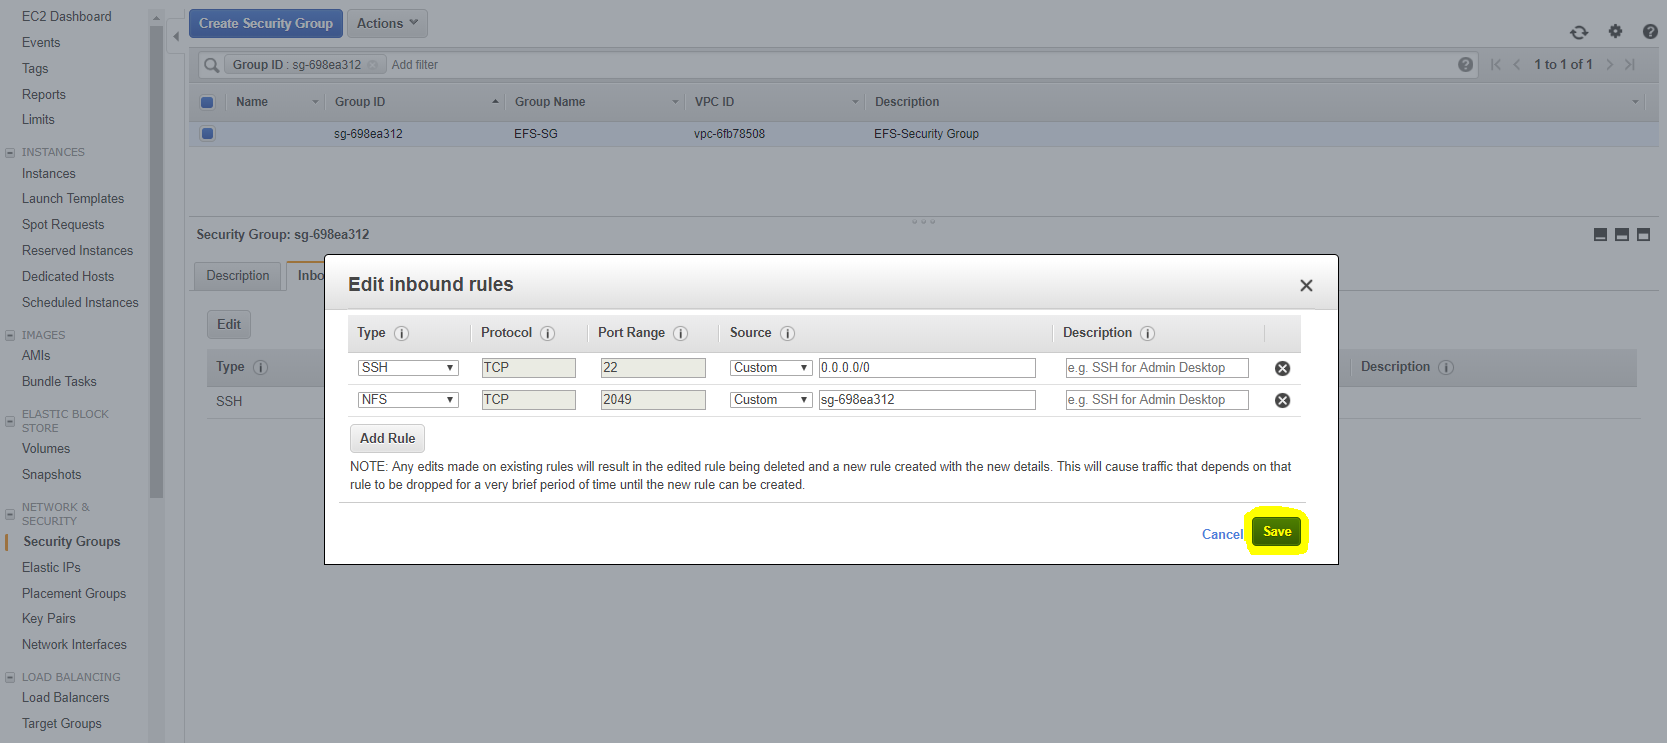 EC2 Dashboard
Events
Tags
Reports
Limits
INSTANCES
Instances
Launch Templates
Spot Requests
Reserved Instances
Dedicated Hosts
Scheduled Instances
IMAGES
AMIs
Bundle Tasks
ELASTIC BLOCK
STORE
Volumes
Snapshots
NETWORK &
SECURITY
Security Groups
Elastic IPs
Placement Groups
Key Pairs
Network Interfaces
LOAD BALANCING
Load Balancers
Target Groups
Create Security Group Actions
Group ID : sg-698ea312 Add filter 1 to 1 of 1
Name Group ID Group Name VPC ID Description
sg-698ea312 EFS-SG vpc-6fb78508 EFS-Security Group
Security Group: sg-698ea312
Description Inbo
Edit
Type Description
SSH
Edit inbound rules
Type Protocol Port Range Source Description
SSH TCP 22 Custom 0.0.0.0/0 e.g. SSH for Admin Desktop
NFS TCP 2049 Custom sg-698ea312 e.g. SSH for Admin Desktop
Add Rule
NOTE: Any edits made on existing rules will result in the edited rule being deleted and a new rule created with the new details. This will cause traffic that depends on that
rule to be dropped for a very brief period of time until the new rule can be created.
Cancel Save